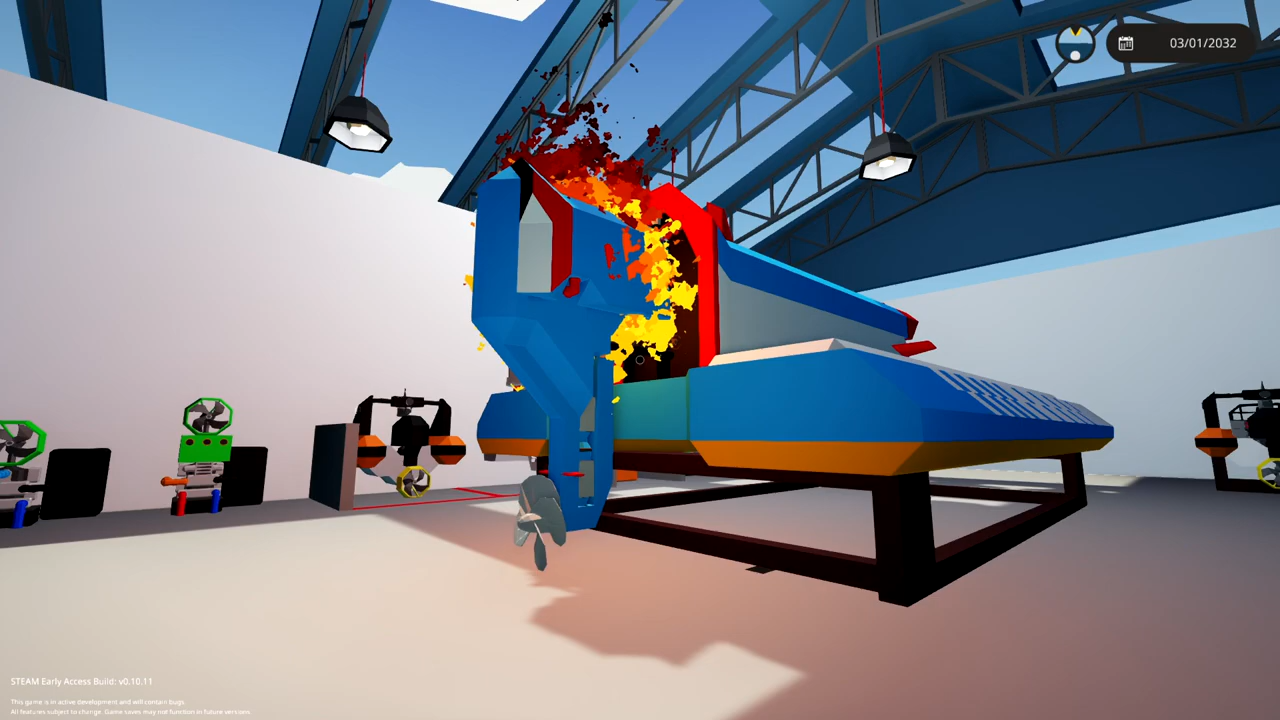 03/01/2032
STEAM Early Access Build: v0.10.11
This game is in active development and will contain bugs.
All features subject to change. Game saves may not function in future versions.